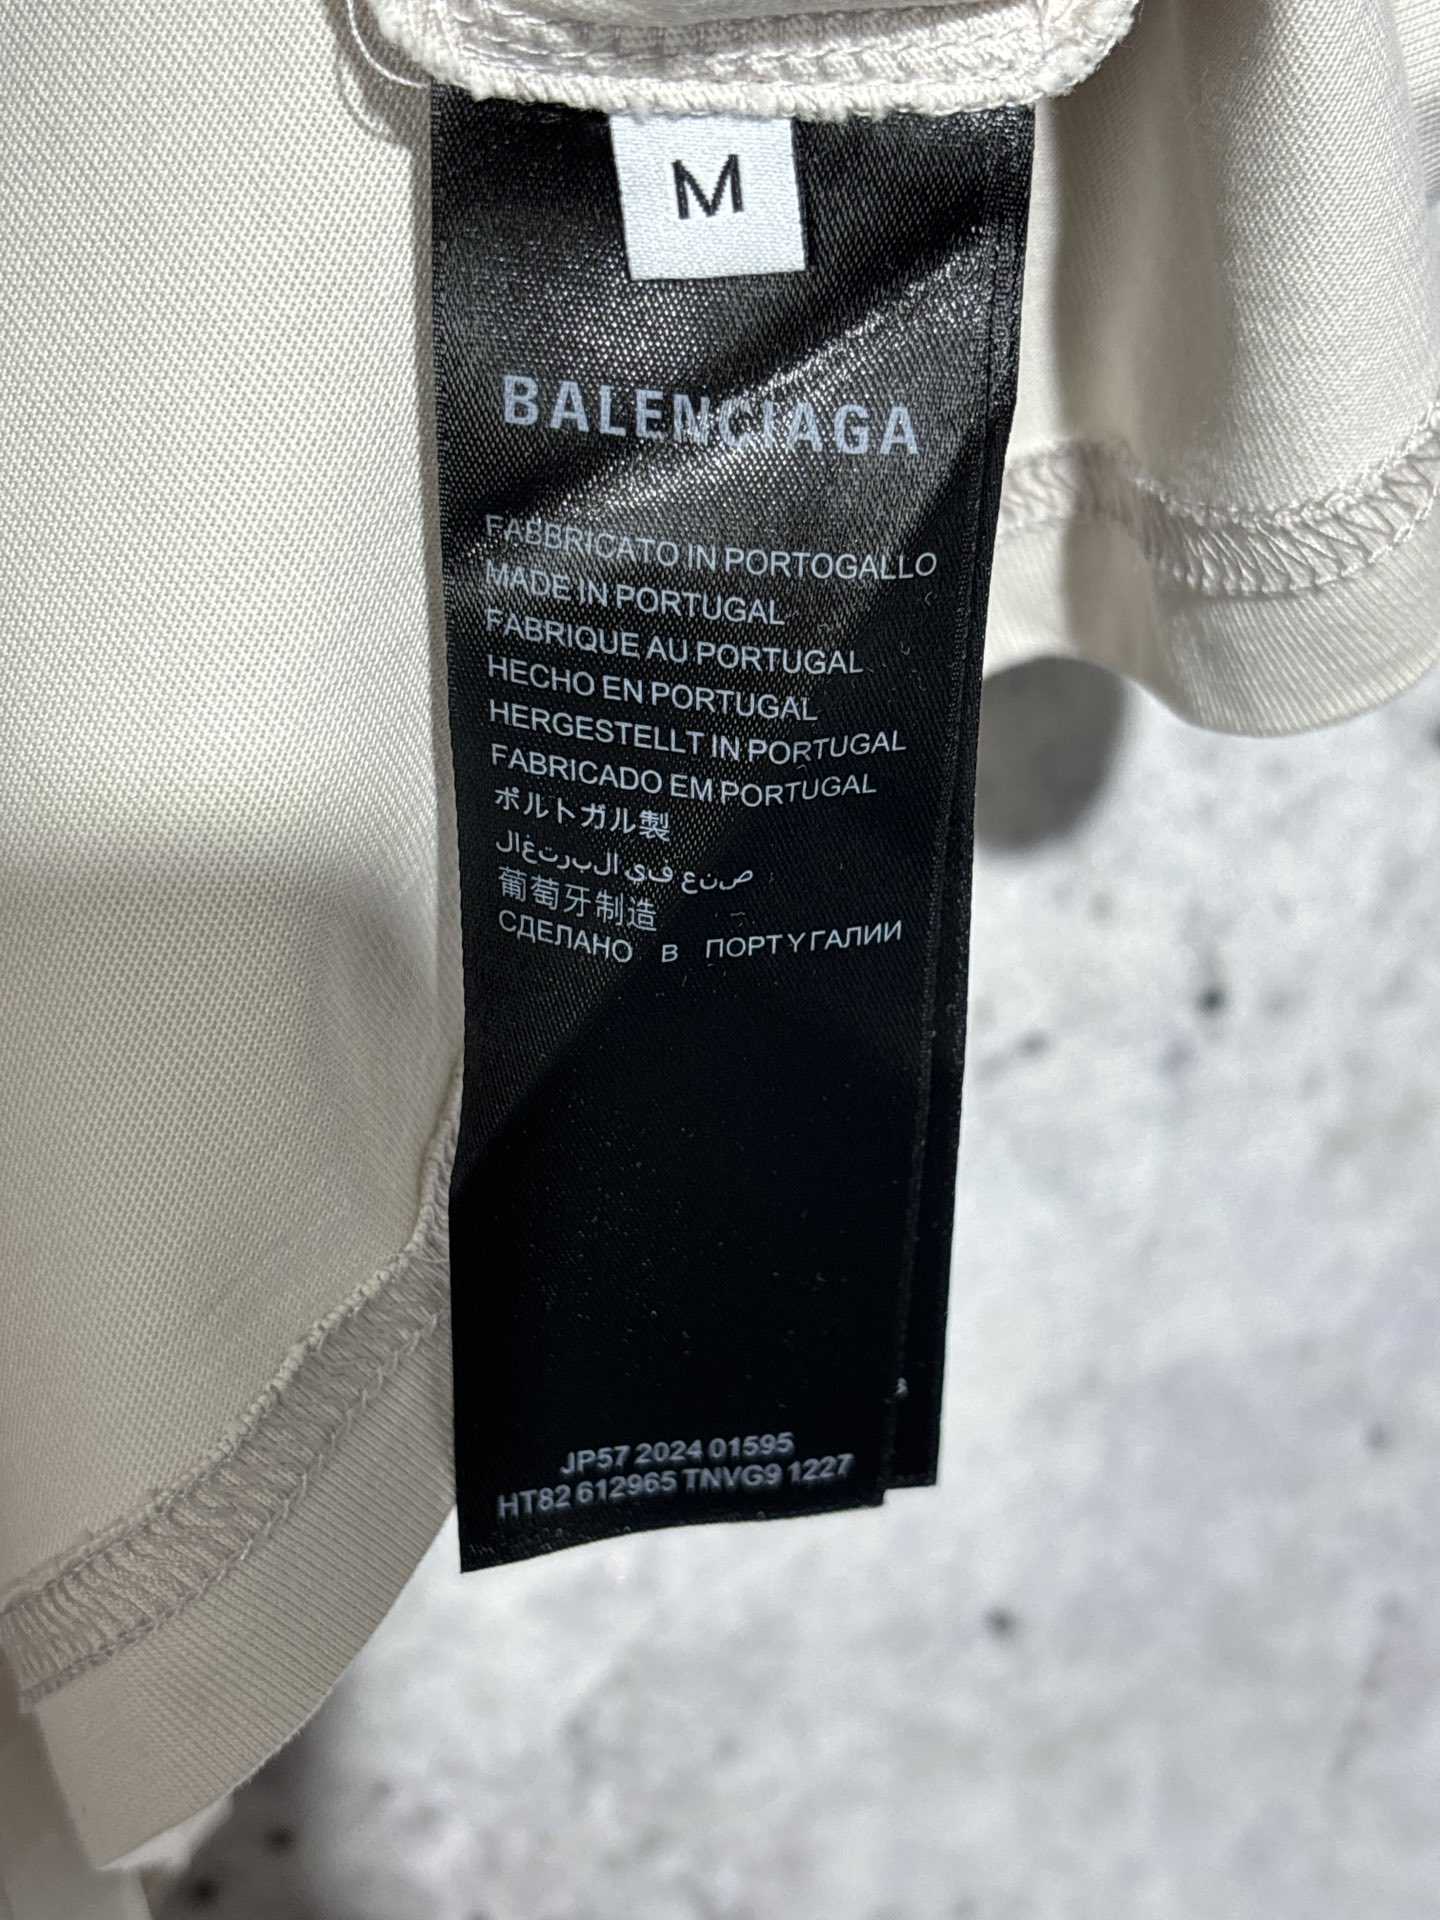 M
BALENCIAGA
FABBRICATO IN PORTOGALLO
MADE IN PORTUGAL
FABRIQUE AU PORTUGAL
HECHO EN PORTUGAL
HERGESTELLT IN PORTUGAL
FABRICADO EM PORTUGAL
ポルトガル製
صنع في البرتغال
葡萄牙制造
СДЕЛАНО В ПОРТYГАЛИИ
JP57 2024 01595
HT82 612965 TNVG9 1227